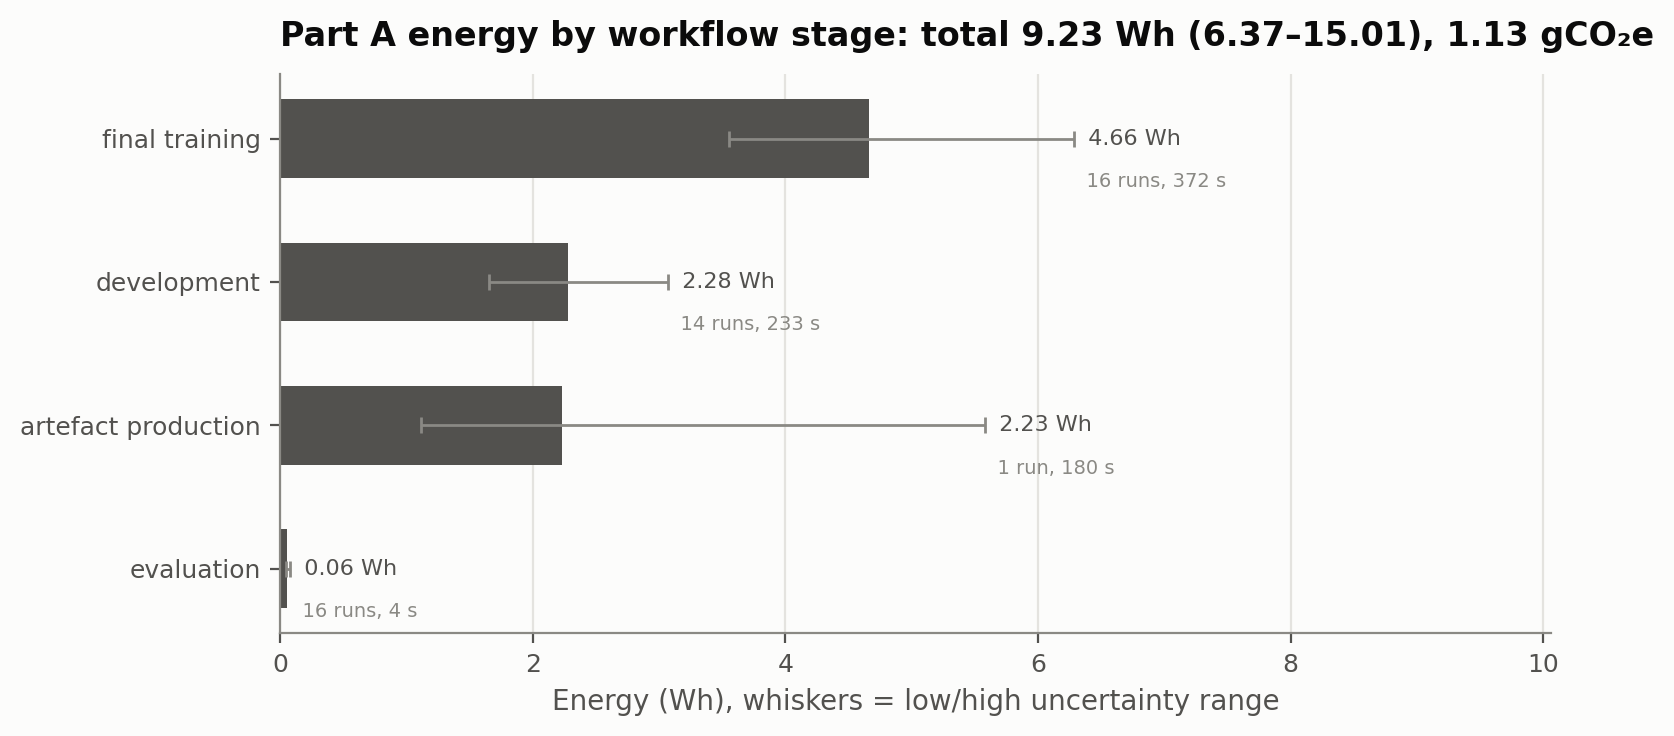 Part A energy by workflow stage: total 9.23 Wh (6.37–15.01), 1.13 gCO₂e
final training
4.66 Wh
16 runs, 372 s
development
2.28 Wh
14 runs, 233 s
artefact production
2.23 Wh
1 run, 180 s
evaluation
0.06 Wh
16 runs, 4 s
0 2 4 6 8 10
Energy (Wh), whiskers = low/high uncertainty range